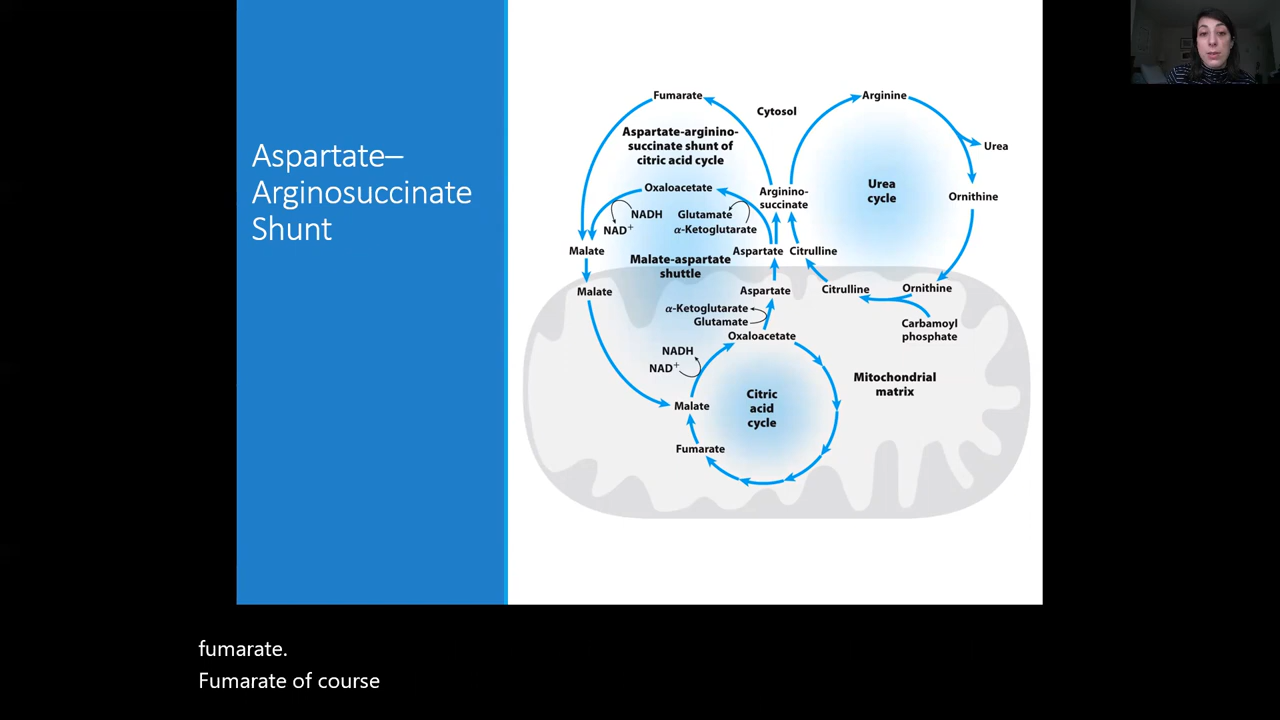 Aspartate–
Arginosuccinate
Shunt
Fumarate
Cytosol
Arginine
Aspartate-arginino-
succinate shunt of
citric acid cycle
Urea
Oxaloacetate
Arginino-
succinate
Urea
cycle
Ornithine
NADH
NAD+
Glutamate
α-Ketoglutarate
Malate
Aspartate
Citrulline
Malate-aspartate
shuttle
Malate
Aspartate
Citrulline
Ornithine
α-Ketoglutarate
Glutamate
Carbamoyl
phosphate
Oxaloacetate
NADH
NAD+
Mitochondrial
matrix
Malate
Citric
acid
cycle
Fumarate
fumarate.
Fumarate of course